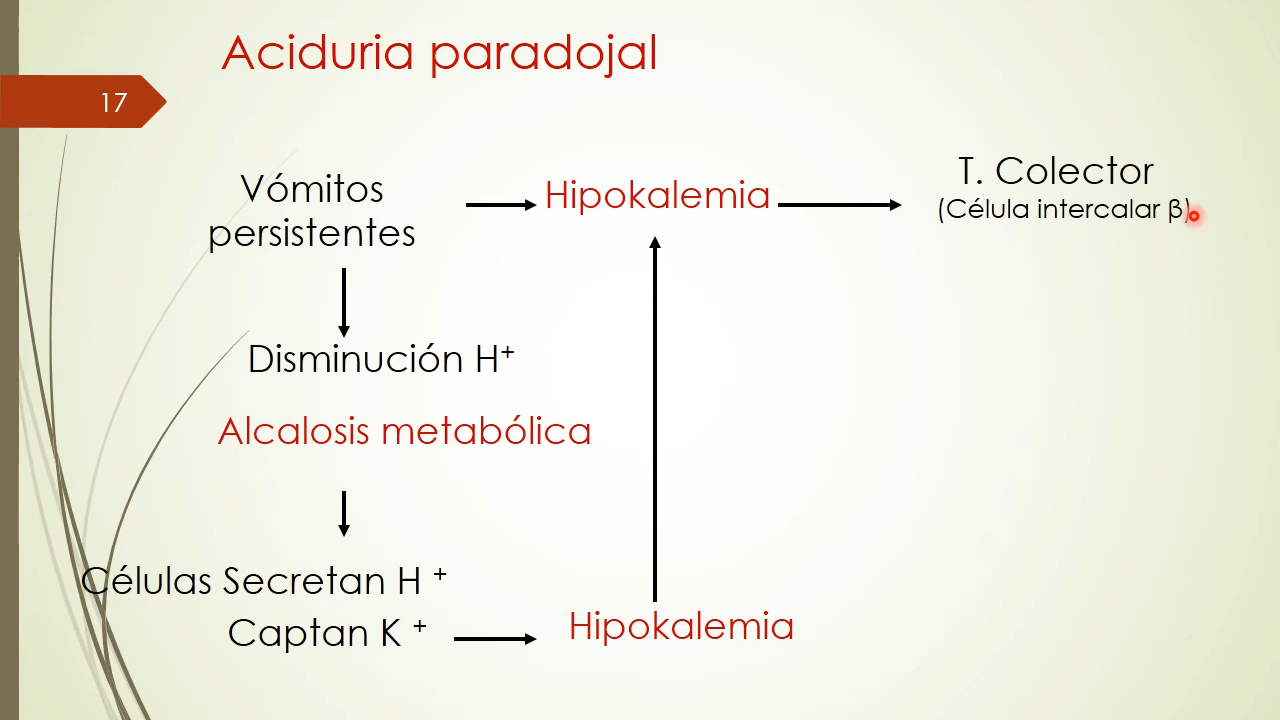 Aciduria paradojal
17
Vómitos
persistentes
Hipokalemia
T. Colector
(Célula intercalar β)
Disminución H⁺
Alcalosis metabólica
Células Secretan H ⁺
Captan K ⁺
Hipokalemia